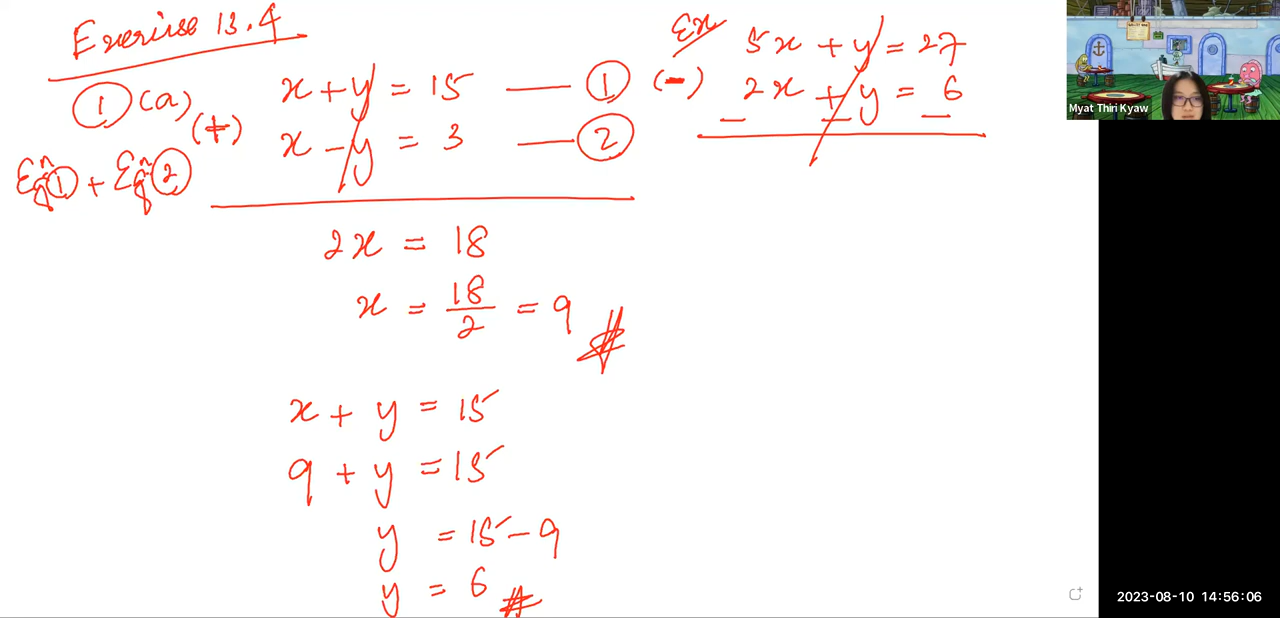 Exercise 13.4
① (a)
(+)
x + y = 15 — ①
x - y = 3 — ②
Eqn① + Eqn②
2x = 18
x = 18/2 = 9
x + y = 15
9 + y = 15
y = 15 - 9
y = 6
Ex
5x + y = 27
(-) 2x + y = 6
- - -
Myat Thiri Kyaw
2023-08-10 14:56:06